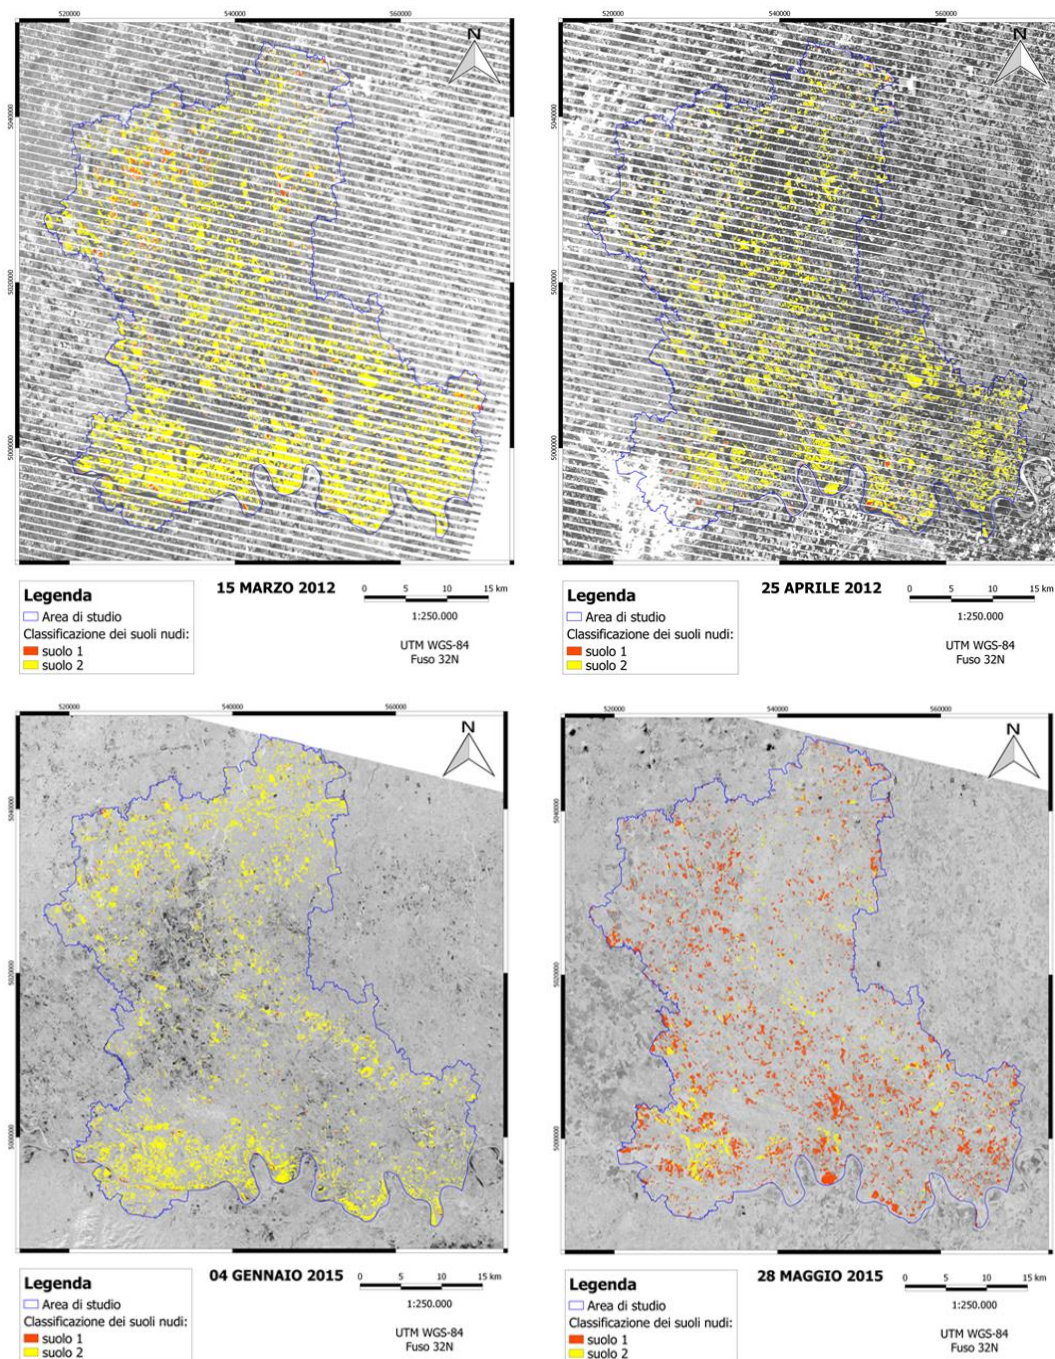 520000 540000 560000
520000 540000 560000
N
N
5040000
5040000
5020000
5020000
5000000
5000000
Legenda
Area di studio
Classificazione dei suoli nudi:
suolo 1
suolo 2
15 MARZO 2012
0 5 10 15 km
1:250.000
UTM WGS-84
Fuso 32N
Legenda
Area di studio
Classificazione dei suoli nudi:
suolo 1
suolo 2
25 APRILE 2012
0 5 10 15 km
1:250.000
UTM WGS-84
Fuso 32N
520000 540000 560000
520000 540000 560000
N
N
5040000
5040000
5020000
5020000
5000000
5000000
Legenda
Area di studio
Classificazione dei suoli nudi:
suolo 1
suolo 2
04 GENNAIO 2015
0 5 10 15 km
1:250.000
UTM WGS-84
Fuso 32N
Legenda
Area di studio
Classificazione dei suoli nudi:
suolo 1
suolo 2
28 MAGGIO 2015
0 5 10 15 km
1:250.000
UTM WGS-84
Fuso 32N